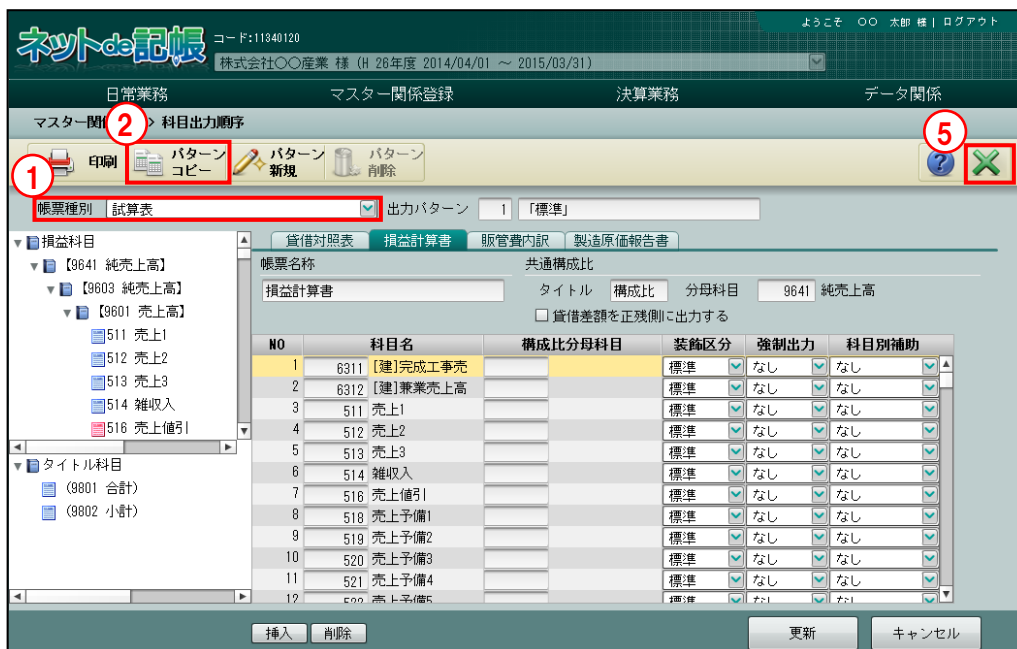 ようこそ 〇〇 太郎 様 | ログアウト
ネットde記帳
コード:11340120
株式会社〇〇産業 様 (H 26年度 2014/04/01 ～ 2015/03/31)
日常業務 マスター関係登録 決算業務 データ関係
マスター関 > 科目出力順序
② ⑤
印刷 パターンコピー パターン新規 パターン削除 ?
①
帳票種別 試算表 出力パターン 1 「標準」
貸借対照表 損益計算書 販管費内訳 製造原価報告書
帳票名称 共通構成比
損益計算書 タイトル 構成比 分母科目 9641 純売上高
貸借差額を正残側に出力する
損益科目
【9641 純売上高】
【9603 純売上高】
【9601 売上高】
511 売上1
512 売上2
513 売上3
514 雑収入
516 売上値引
タイトル科目
(9801 合計)
(9802 小計)
NO 科目名 構成比分母科目 装飾区分 強制出力 科目別補助
1 6311 [建]完成工事売 標準 なし なし
2 6312 [建]兼業売上高 標準 なし なし
3 511 売上1 標準 なし なし
4 512 売上2 標準 なし なし
5 513 売上3 標準 なし なし
6 514 雑収入 標準 なし なし
7 516 売上値引 標準 なし なし
8 518 売上予備1 標準 なし なし
9 519 売上予備2 標準 なし なし
10 520 売上予備3 標準 なし なし
11 521 売上予備4 標準 なし なし
12 522 売上予備5 標準 なし なし
挿入 削除 更新 キャンセル